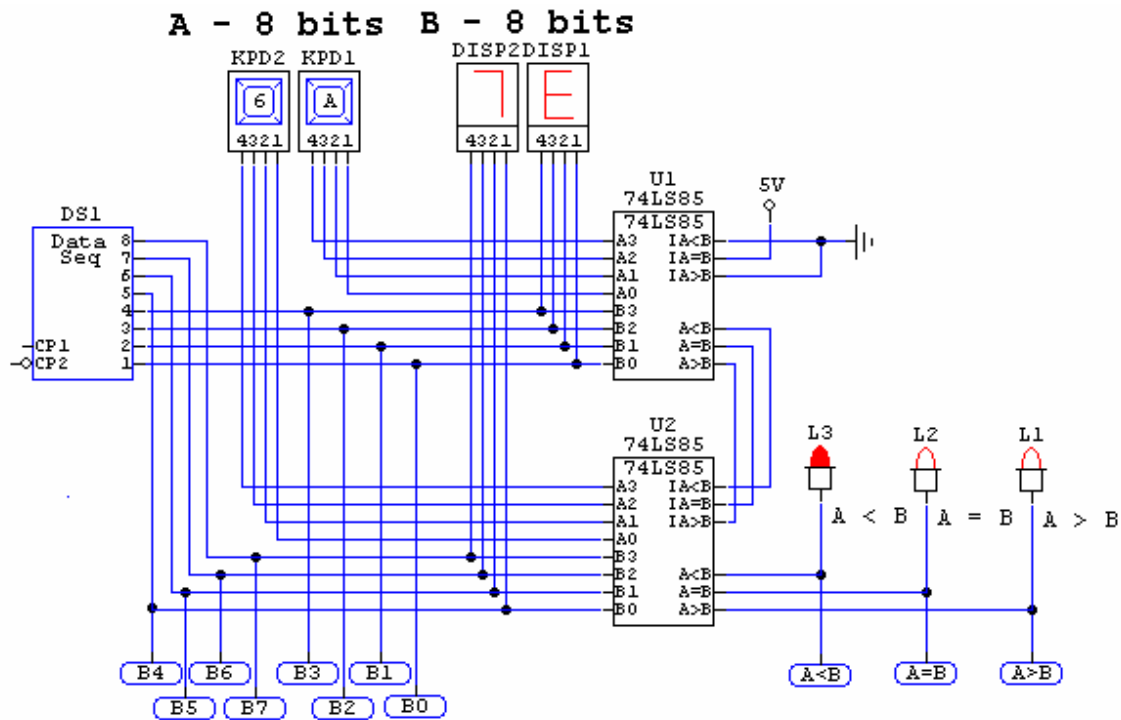 A - 8 bits B - 8 bits
KPD2 KPD1 DISP2 DISP1
6 A 7 E
4321 4321 4321 4321
U1
74LS85
5V
DS1
74LS85
Data
Seq
8
7
6
5
4
3
2
1
CP1
CP2
A3 IA<B
A2 IA=B
A1 IA>B
A0
B3
B2 A<B
B1 A=B
B0 A>B
U2
74LS85
L3 L2 L1
74LS85
A3 IA<B
A2 IA=B
A1 IA>B
A0
B3
B2 A<B
B1 A=B
B0 A>B
A < B A = B A > B
B4 B6 B3 B1 A<B A=B A>B
B5 B7 B2 B0